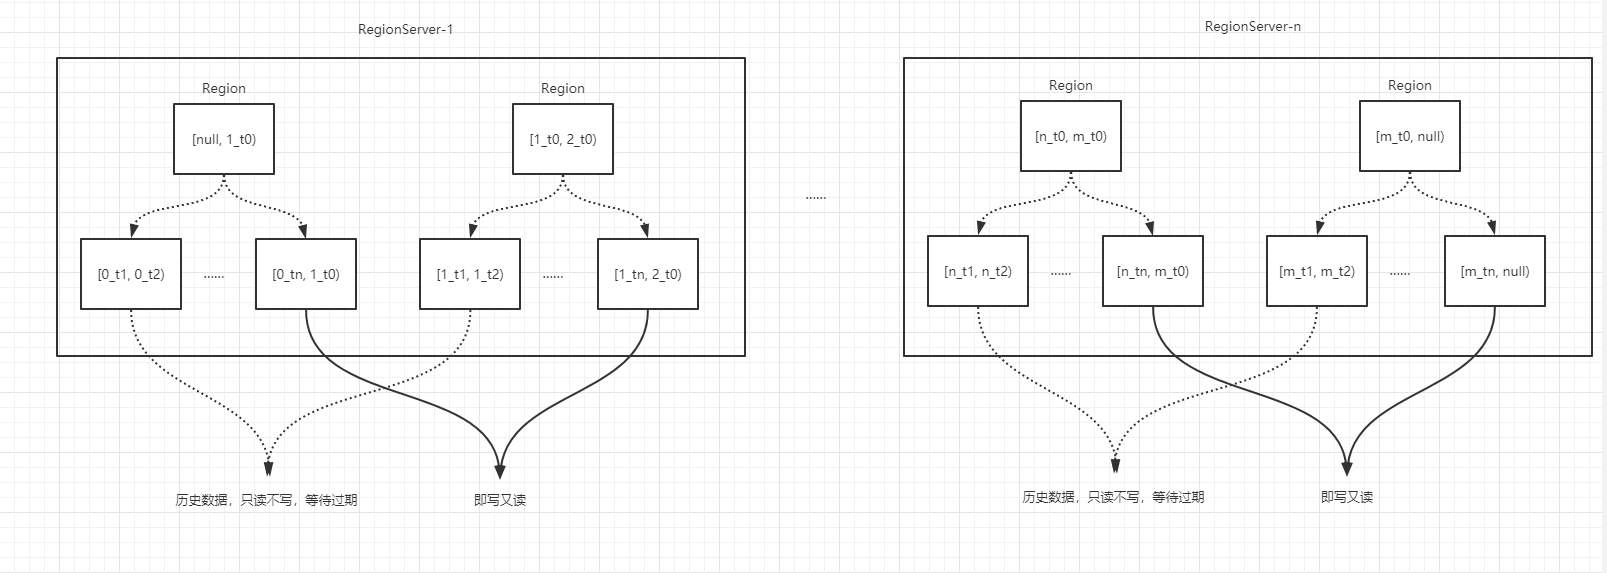 RegionServer-1
RegionServer-n
Region
Region
Region
Region
[null, 1_t0)
[1_t0, 2_t0)
[n_t0, m_t0)
[m_t0, null)
......
[0_t1, 0_t2)
......
[0_tn, 1_t0)
[1_t1, 1_t2)
......
[1_tn, 2_t0)
[n_t1, n_t2)
......
[n_tn, m_t0)
[m_t1, m_t2)
......
[m_tn, null)
历史数据，只读不写，等待过期
即写又读
历史数据，只读不写，等待过期
即写又读